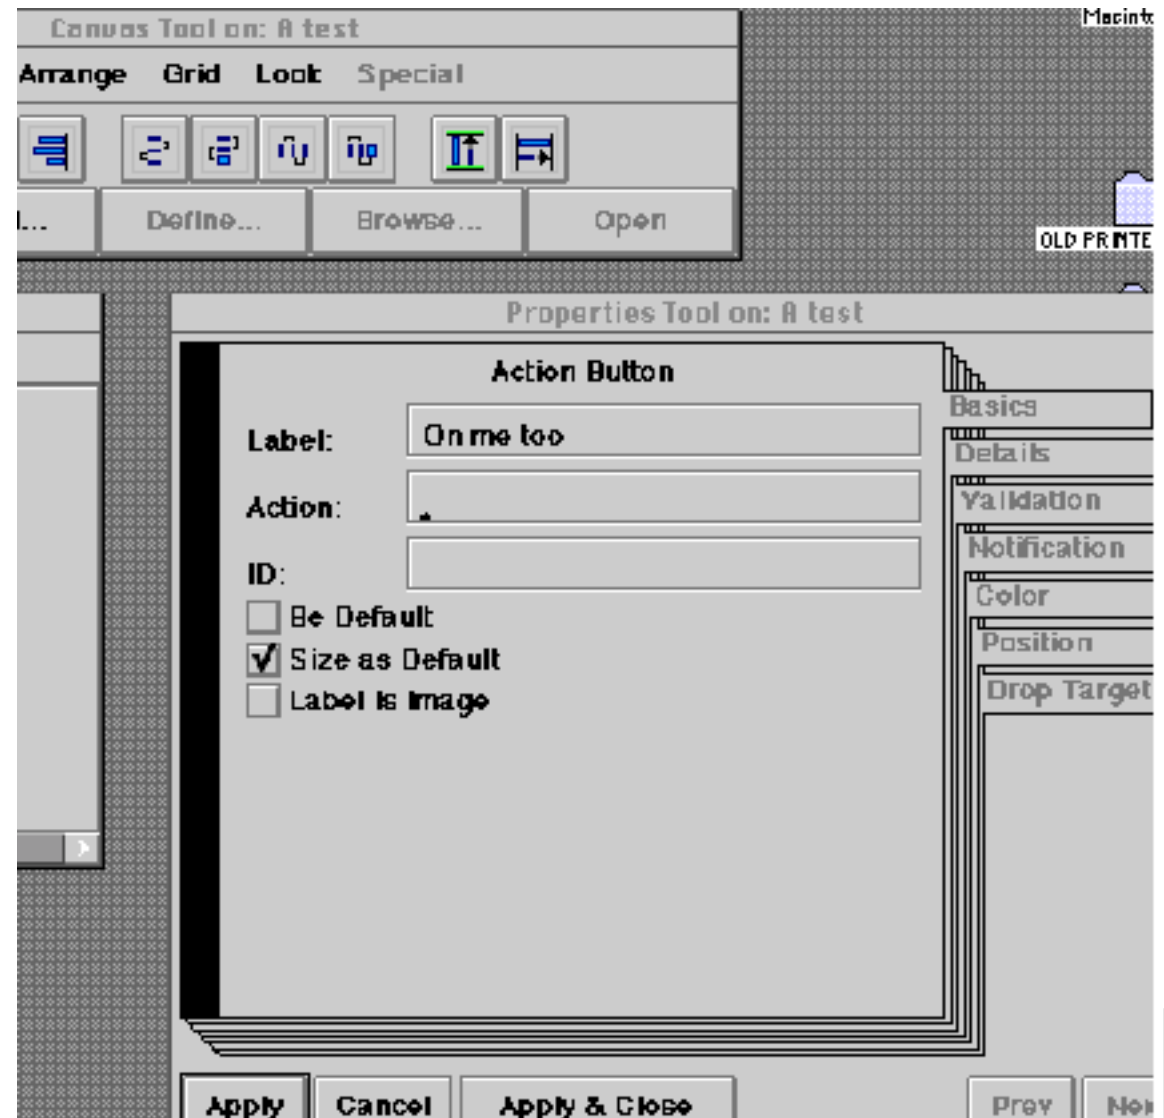 Canvas Tool on: A test
Macint
Arrange Grid Look Special
... Define... Browse... Open
OLD PRINTE
Properties Tool on: A test
Action Button
Basics
Label: On me too
Details
Action:
Validation
Notification
ID:
Color
Be Default
Position
Size as Default
Drop Target
Label Is Image
Apply Cancel Apply & Close Prev